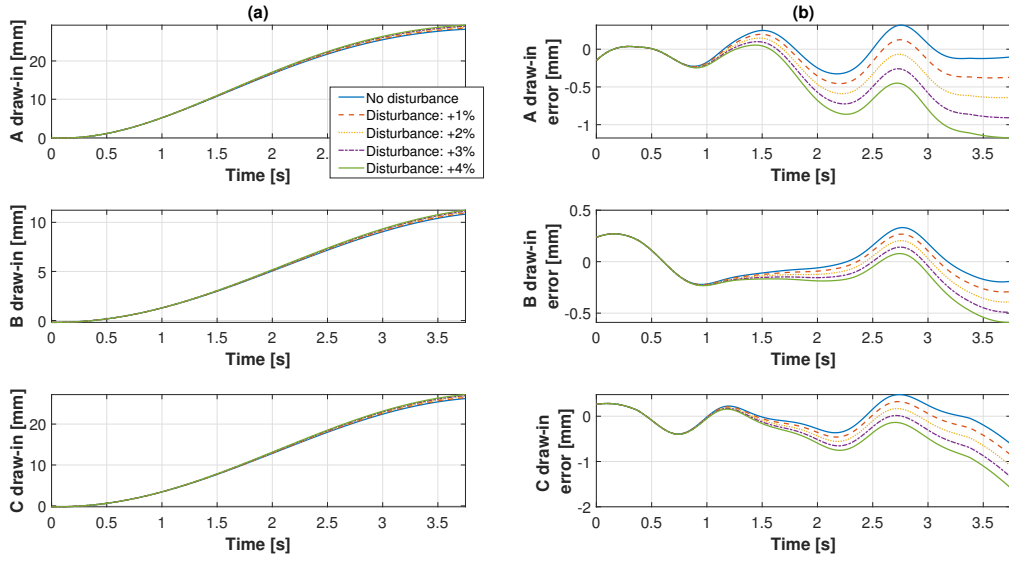 (a)
A draw-in [mm]
20
10
0
0 0.5 1 1.5 2 2.5
Time [s]
No disturbance
Disturbance: +1%
Disturbance: +2%
Disturbance: +3%
Disturbance: +4%
B draw-in [mm]
10
5
0
0 0.5 1 1.5 2 2.5 3 3.5
Time [s]
C draw-in [mm]
20
10
0
0 0.5 1 1.5 2 2.5 3 3.5
Time [s]
(b)
A draw-in
error [mm]
0
-0.5
-1
0 0.5 1 1.5 2 2.5 3 3.5
Time [s]
B draw-in
error [mm]
0.5
0
-0.5
0 0.5 1 1.5 2 2.5 3 3.5
Time [s]
C draw-in
error [mm]
0
-1
-2
0 0.5 1 1.5 2 2.5 3 3.5
Time [s]